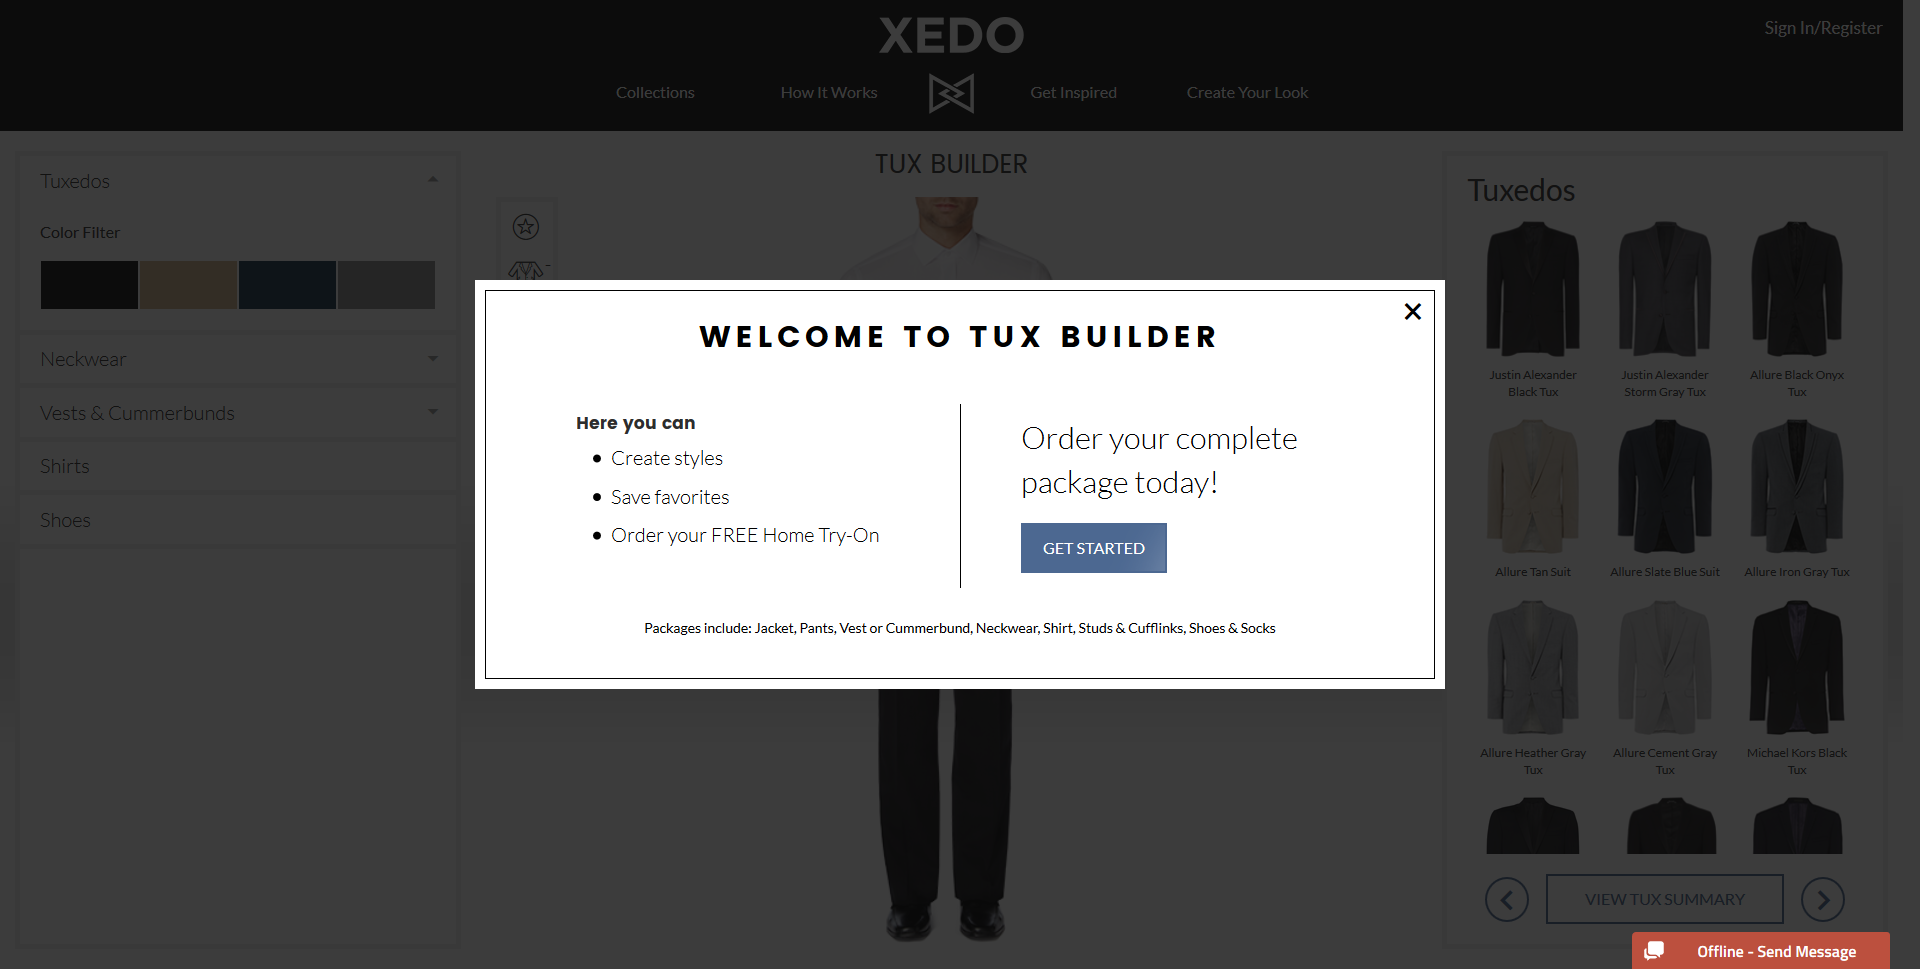 XEDO
Sign In/Register
Collections
How It Works
Get Inspired
Create Your Look
TUX BUILDER
Tuxedos
Color Filter
Neckwear
Vests & Cummerbunds
Shirts
Shoes
WELCOME TO TUX BUILDER
Here you can
Create styles
Save favorites
Order your FREE Home Try-On
Order your complete
package today!
GET STARTED
Packages include: Jacket, Pants, Vest or Cummerbund, Neckwear, Shirt, Studs & Cufflinks, Shoes & Socks
Tuxedos
Justin Alexander
Black Tux
Justin Alexander
Storm Gray Tux
Allure Black Onyx
Tux
Allure Tan Suit
Allure Slate Blue Suit
Allure Iron Gray Tux
Allure Heather Gray
Tux
Allure Cement Gray
Tux
Michael Kors Black
Tux
VIEW TUX SUMMARY
Offline - Send Message